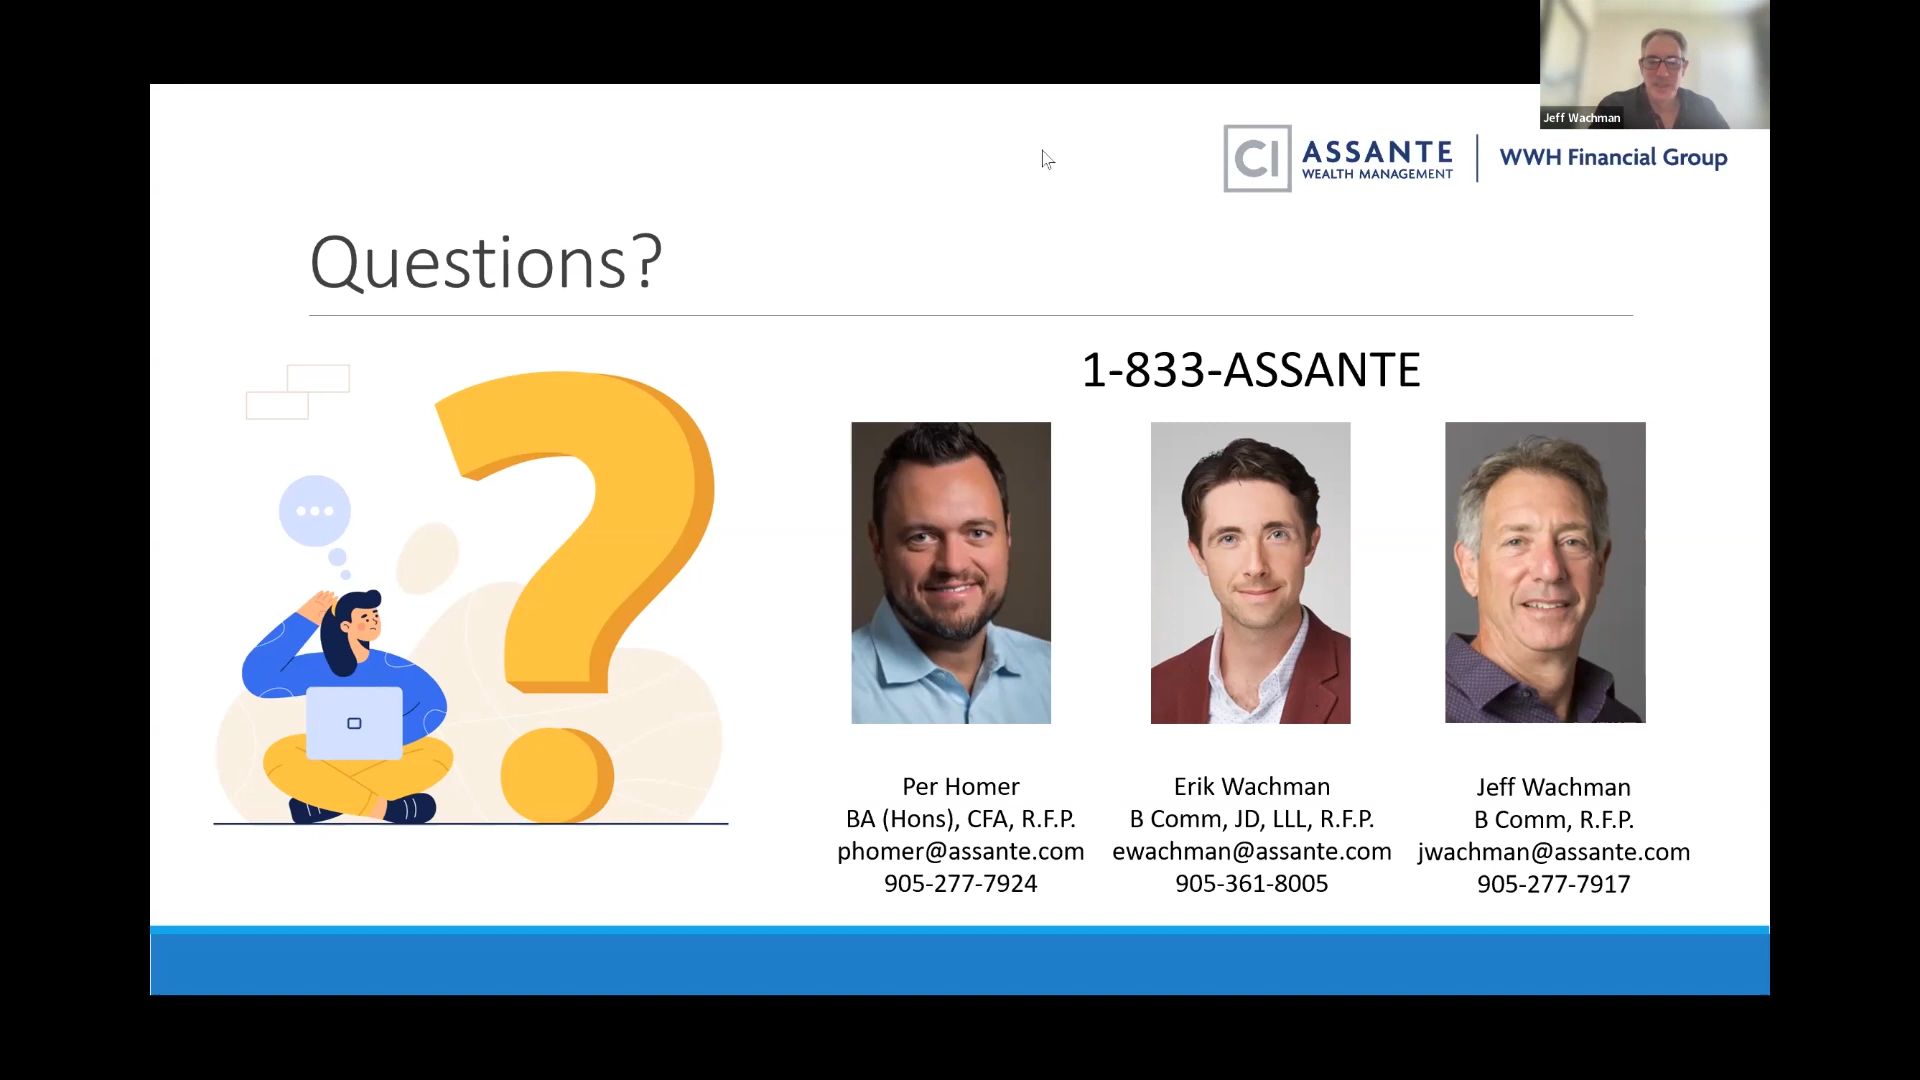 Jeff Wachman
CI ASSANTE WEALTH MANAGEMENT | WWH Financial Group
Questions?
1-833-ASSANTE
Per Homer
BA (Hons), CFA, R.F.P.
phomer@assante.com
905-277-7924
Erik Wachman
B Comm, JD, LLL, R.F.P.
ewachman@assante.com
905-361-8005
Jeff Wachman
B Comm, R.F.P.
jwachman@assante.com
905-277-7917